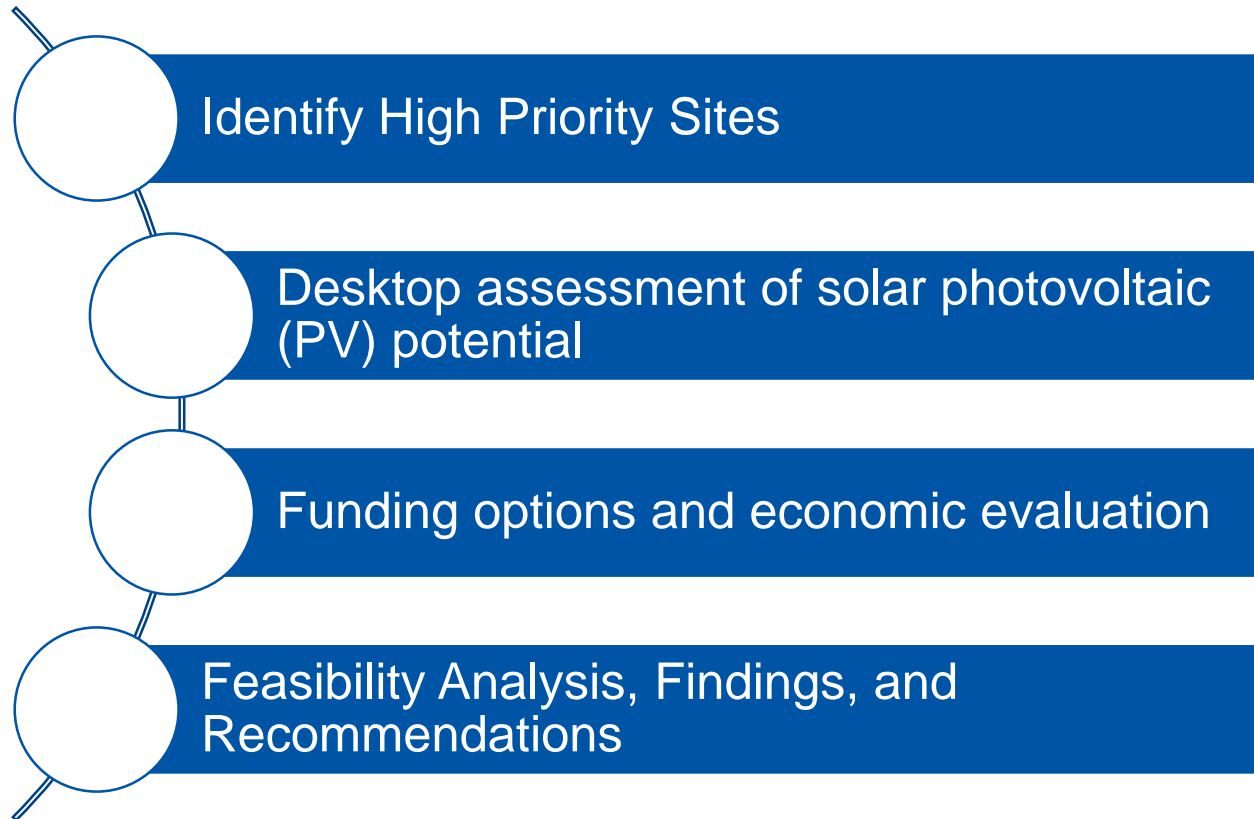 Identify High Priority Sites
Desktop assessment of solar photovoltaic
(PV) potential
Funding options and economic evaluation
Feasibility Analysis, Findings, and
Recommendations